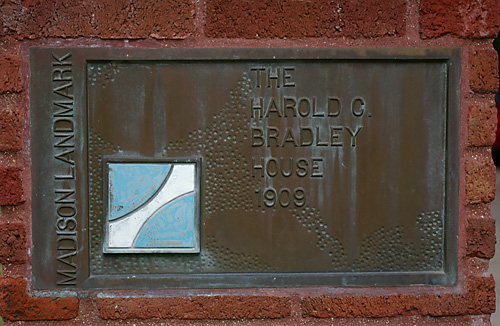 MADISON LANDMARK
THE
HAROLD C.
BRADLEY
HOUSE
1909